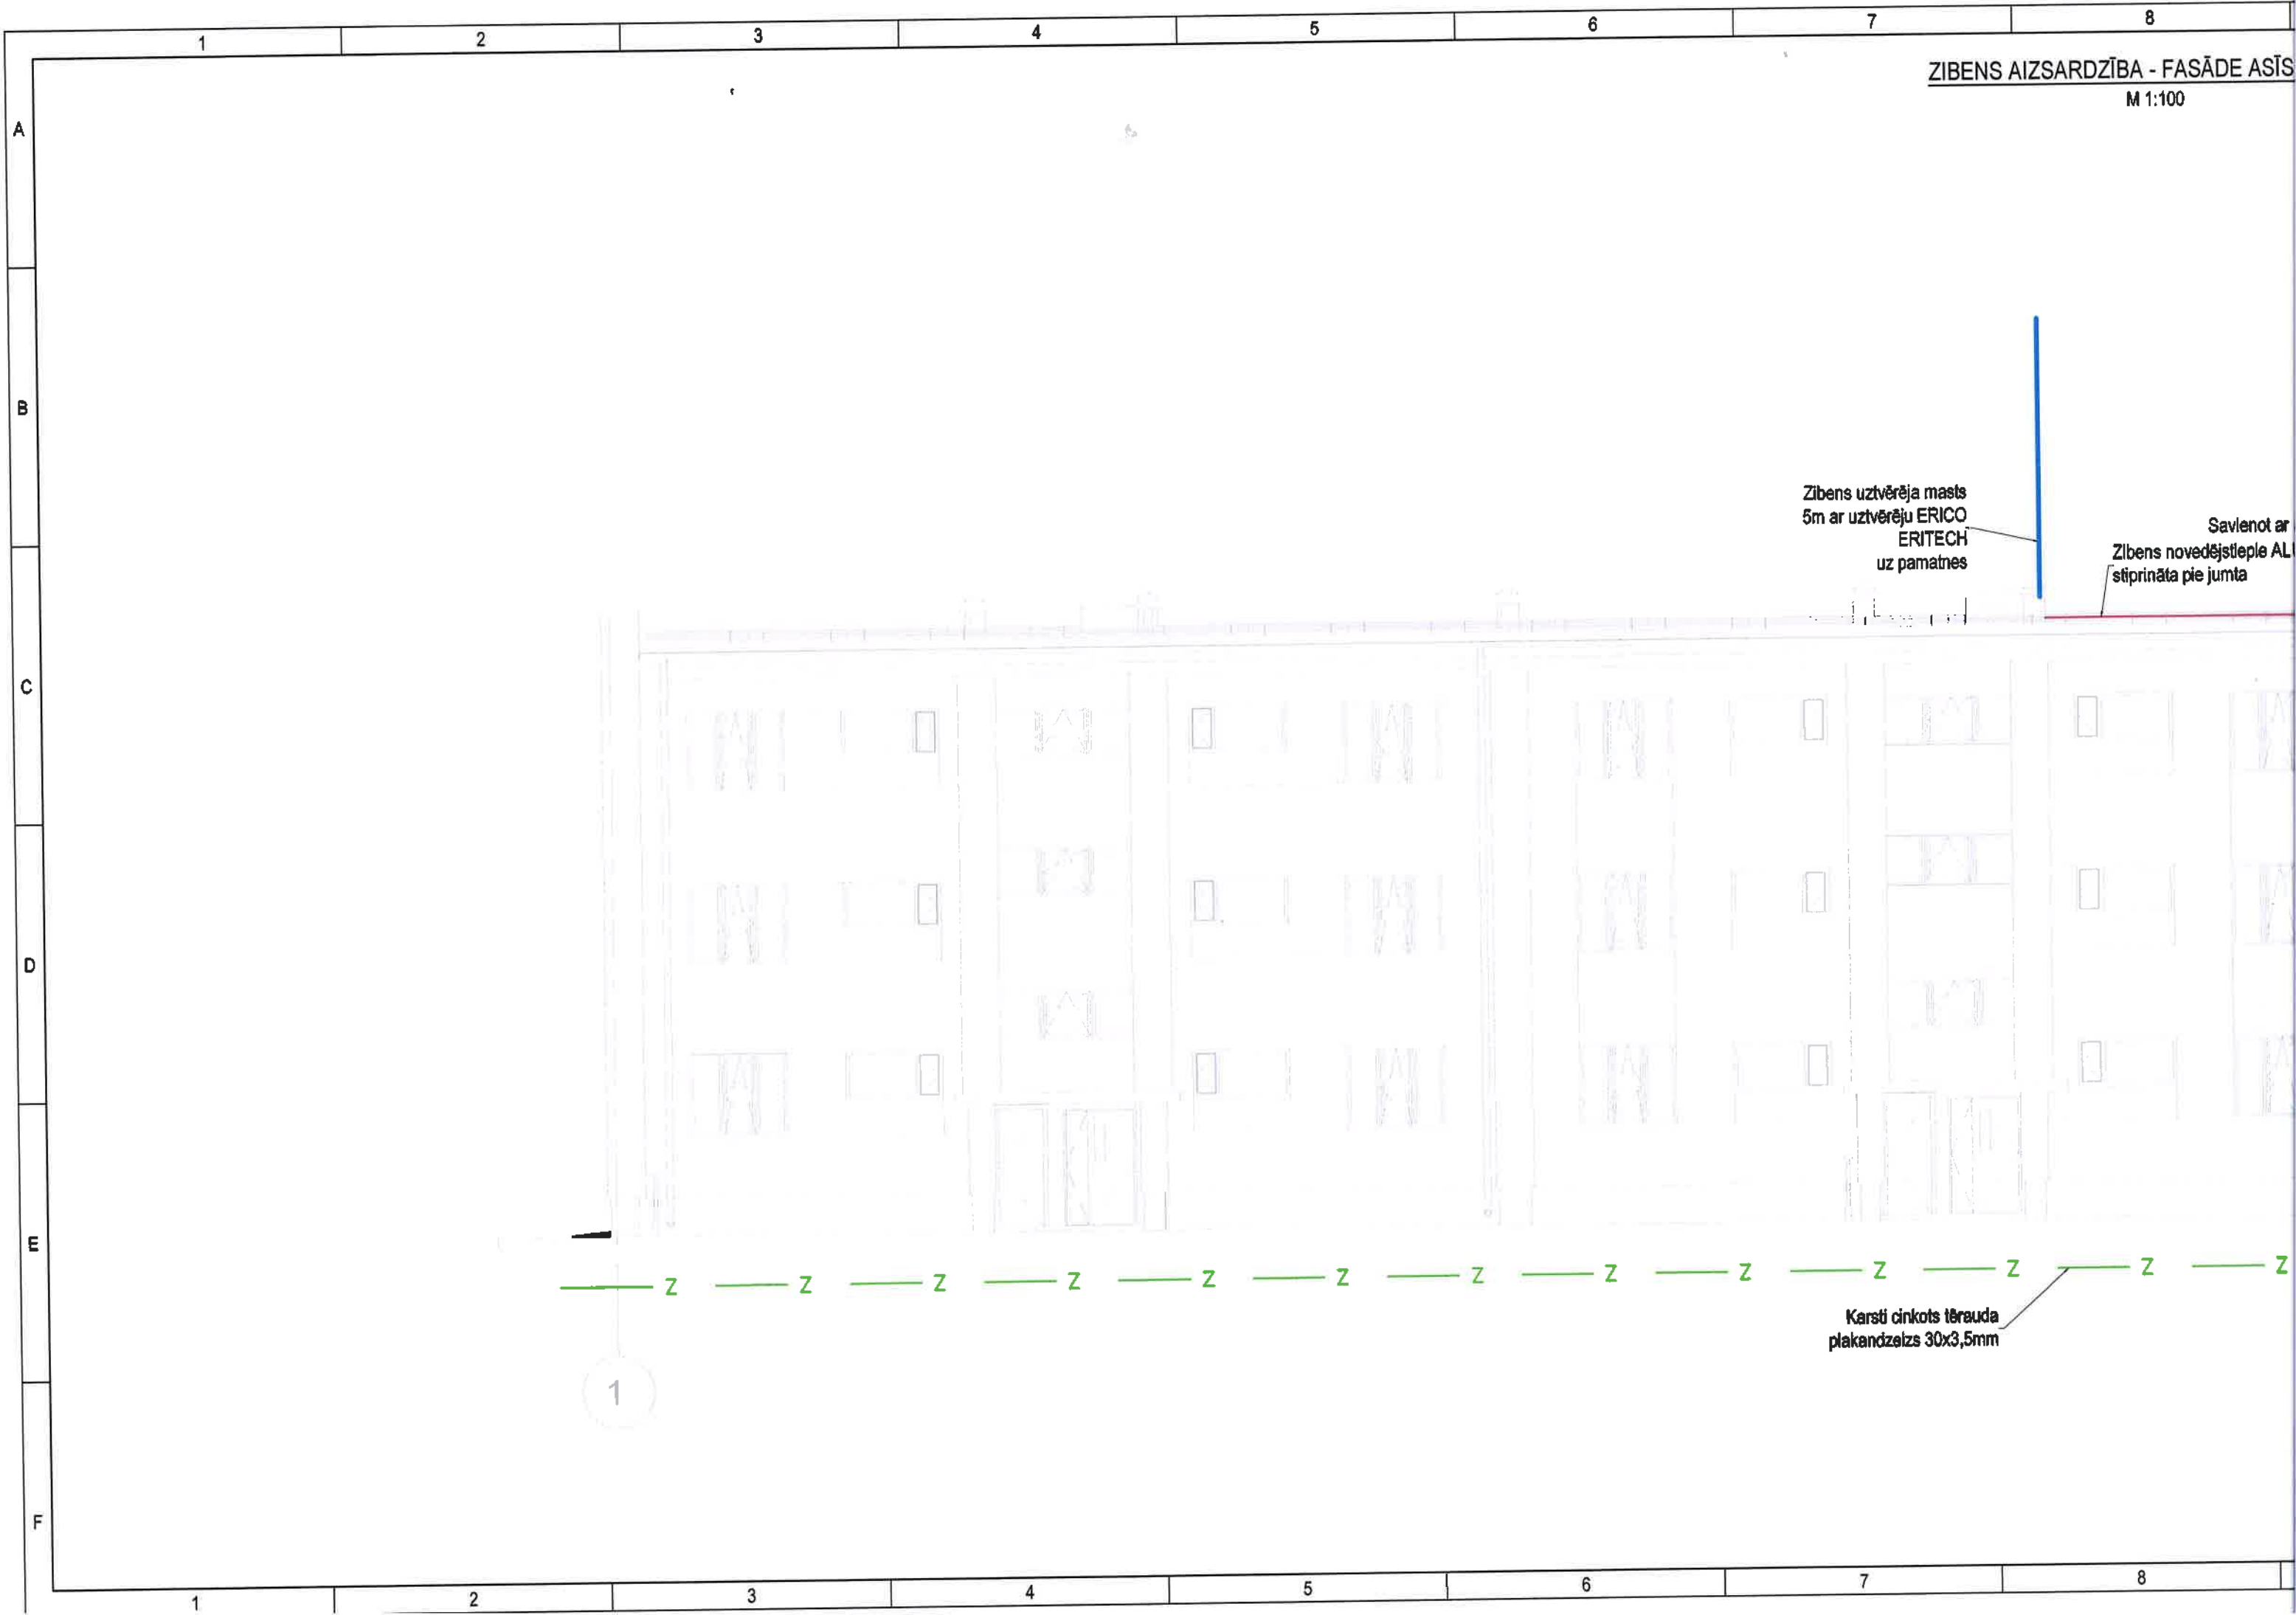 1 2 3 4 5 6 7 8
ZIBENS AIZSARDZĪBA - FASĀDE ASĪS
M 1:100
A
B
C
D
E
F
Zibens uztvērēja masts
5m ar uztvērēju ERICO
ERITECH
uz pamatnes
Savienot ar
Zibens novedējstieple AL
stiprināta pie jumta
Z Z Z Z Z Z Z Z Z Z Z Z Z
Karsti cinkots tērauda
plakandzelzs 30x3,5mm
1
1 2 3 4 5 6 7 8